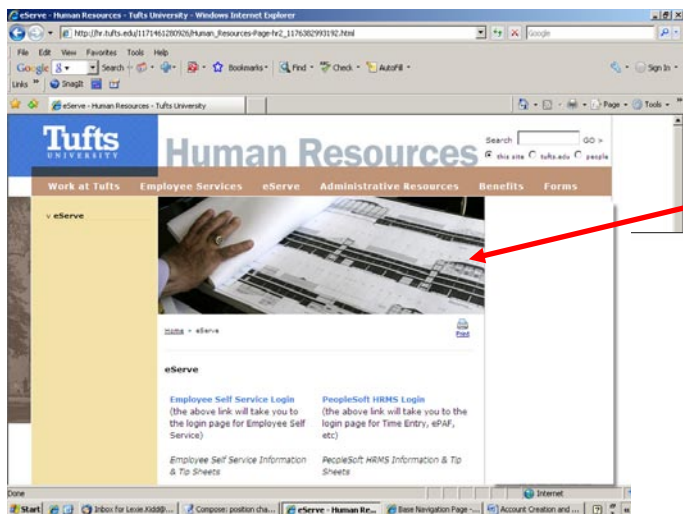 eServe - Human Resources - Tufts University - Windows Internet Explorer
http://hr.tufts.edu/1171461280926/Human_Resources-Page-hr2_1176382993192.html
Google
File Edit View Favorites Tools Help
Google Search Bookmarks Find Check AutoFill Sign In
Links SnagIt
eServe - Human Resources - Tufts University Page Tools
Tufts
UNIVERSITY
Human Resources
Search GO >
this site tufts.edu people
Work at Tufts Employee Services eServe Administrative Resources Benefits Forms
v eServe
Home - eServe
Print
eServe
Employee Self Service Login
(the above link will take you to
the login page for Employee Self
Service)
Employee Self Service Information
& Tip Sheets
PeopleSoft HRMS Login
(the above link will take you to the
login page for Time Entry, ePAF,
etc)
PeopleSoft HRMS Information & Tip
Sheets
Done Internet
Start Inbox for Lexie.Kidd@... Compose: position cha... eServe - Human Re... Base Navigation Page -... Account Creation and ...